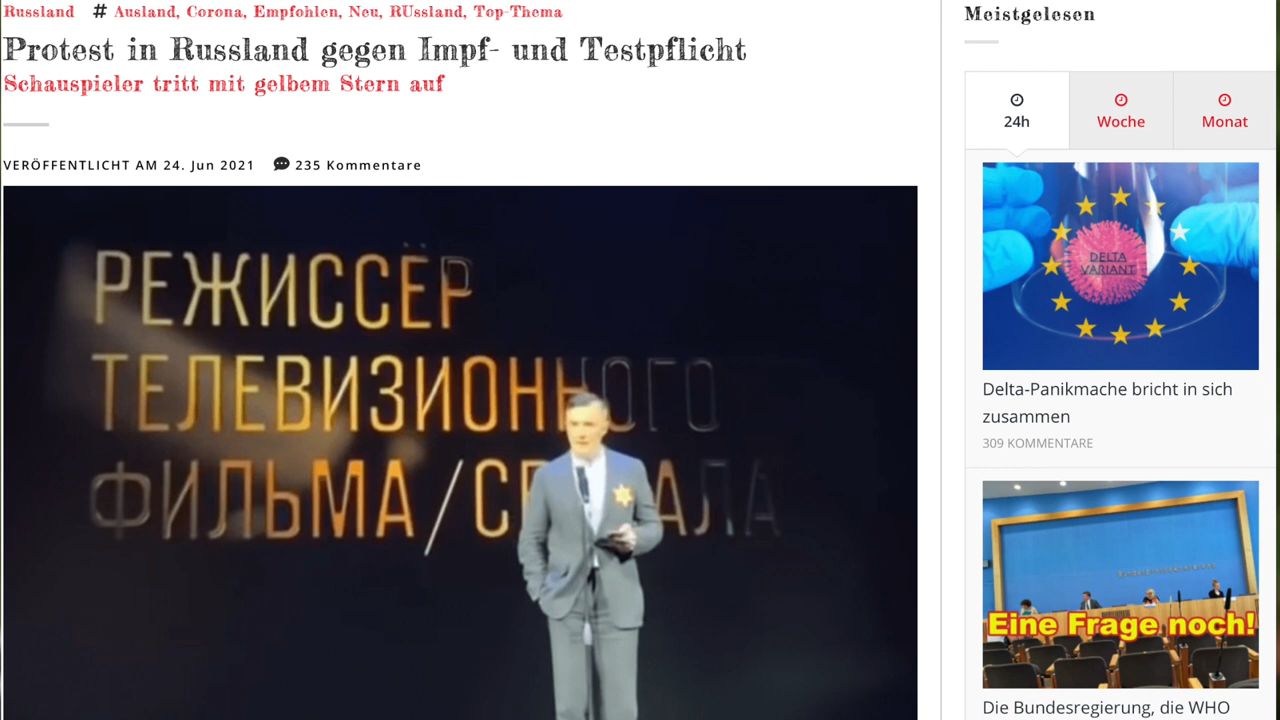 Russland # Ausland, Corona, Empfohlen, Neu, RUssland, Top-Thema
Protest in Russland gegen Impf- und Testpflicht
Schauspieler tritt mit gelbem Stern auf
VERÖFFENTLICHT AM 24. Jun 2021 235 Kommentare
РЕЖИССЁР
ТЕЛЕВИЗИОННОГО
ФИЛЬМА/
Meistgelesen
24h
Woche
Monat
DELTA
VARIANT
Delta-Panikmache bricht in sich
zusammen
309 KOMMENTARE
Eine Frage noch!
Die Bundesregierung, die WHO